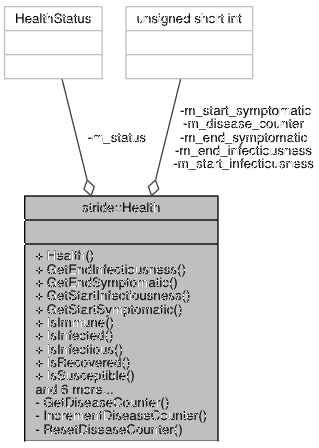 HealthStatus
unsigned short int
-m_status
-m_start_symptomatic
-m_disease_counter
-m_end_symptomatic
-m_end_infectiousness
-m_start_infectiousness
stride::Health
+ Health()
+ GetEndInfectiousness()
+ GetEndSymptomatic()
+ GetStartInfectiousness()
+ GetStartSymptomatic()
+ IsImmune()
+ IsInfected()
+ IsInfectious()
+ IsRecovered()
+ IsSusceptible()
and 6 more...
- GetDiseaseCounter()
- IncrementDiseaseCounter()
- ResetDiseaseCounter()